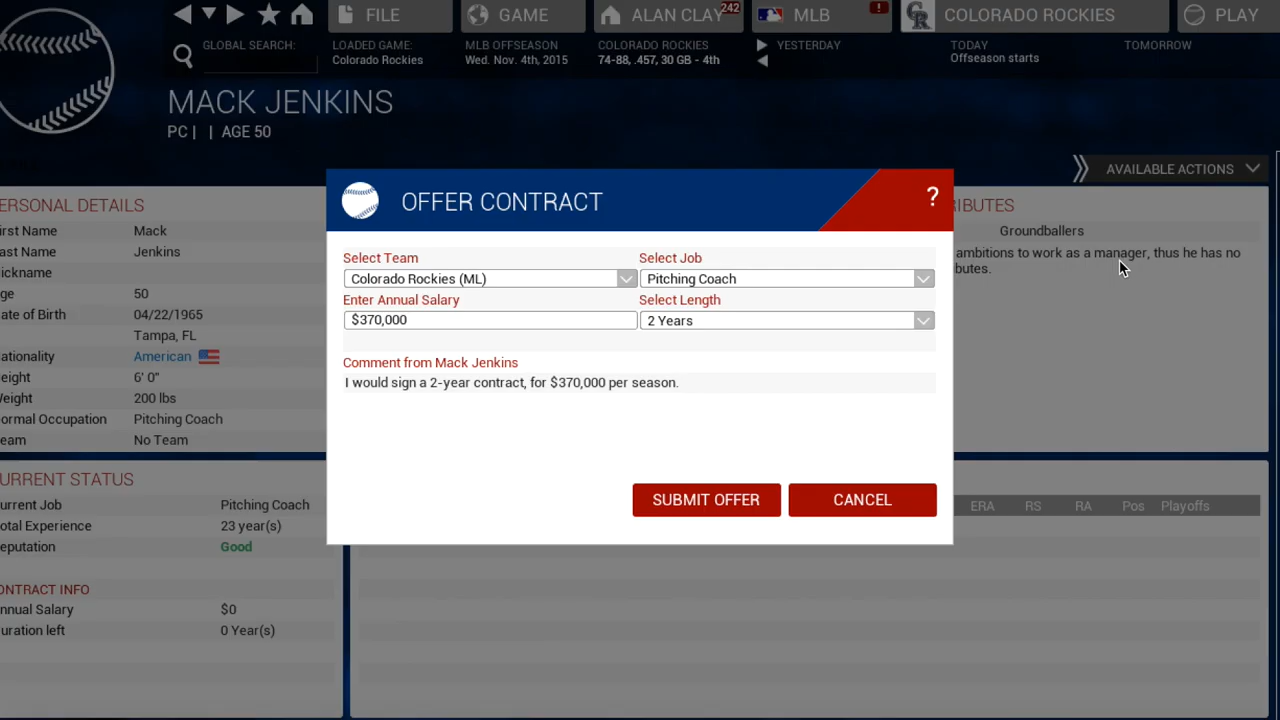 FILE
GAME
ALAN CLAY
242
MLB
!
COLORADO ROCKIES
PLAY
GLOBAL SEARCH:
LOADED GAME:
Colorado Rockies
MLB OFFSEASON
Wed. Nov. 4th, 2015
COLORADO ROCKIES
74-88, .457, 30 GB - 4th
YESTERDAY
TODAY
Offseason starts
TOMORROW
MACK JENKINS
PC | | AGE 50
AVAILABLE ACTIONS
OFFER CONTRACT
?
Select Team
Select Job
Colorado Rockies (ML)
Pitching Coach
Enter Annual Salary
Select Length
$370,000
2 Years
Comment from Mack Jenkins
I would sign a 2-year contract, for $370,000 per season.
SUBMIT OFFER
CANCEL
ERSONAL DETAILS
irst Name Mack
ast Name Jenkins
ickname
ge 50
ate of Birth 04/22/1965
Tampa, FL
ationality American
eight 6' 0"
Weight 200 lbs
ormal Occupation Pitching Coach
eam No Team
RIBUTES
Groundballers
ambitions to work as a manager, thus he has no
butes.
URRENT STATUS
urrent Job Pitching Coach
otal Experience 23 year(s)
eputation Good
ONTRACT INFO
nnual Salary $0
uration left 0 Year(s)
ERA RS RA Pos Playoffs